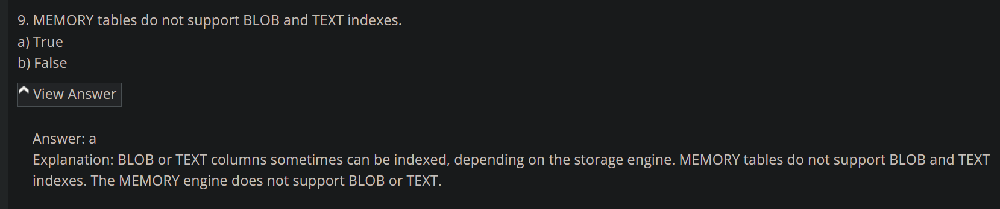 9. MEMORY tables do not support BLOB and TEXT indexes.
a) True
b) False
View Answer
Answer: a
Explanation: BLOB or TEXT columns sometimes can be indexed, depending on the storage engine. MEMORY tables do not support BLOB and TEXT
indexes. The MEMORY engine does not support BLOB or TEXT.